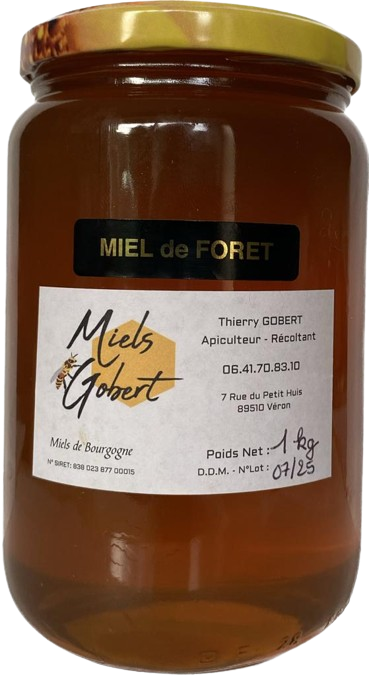 MIEL de FORET
Miels
Gobert
Miels de Bourgogne
N° SIRET: 838 023 877 00015
Thierry GOBERT
Apiculteur - Récoltant
06.41.70.83.10
7 Rue du Petit Huis
89510 Véron
Poids Net : 1 kg
D.D.M. - N°Lot : 07/25